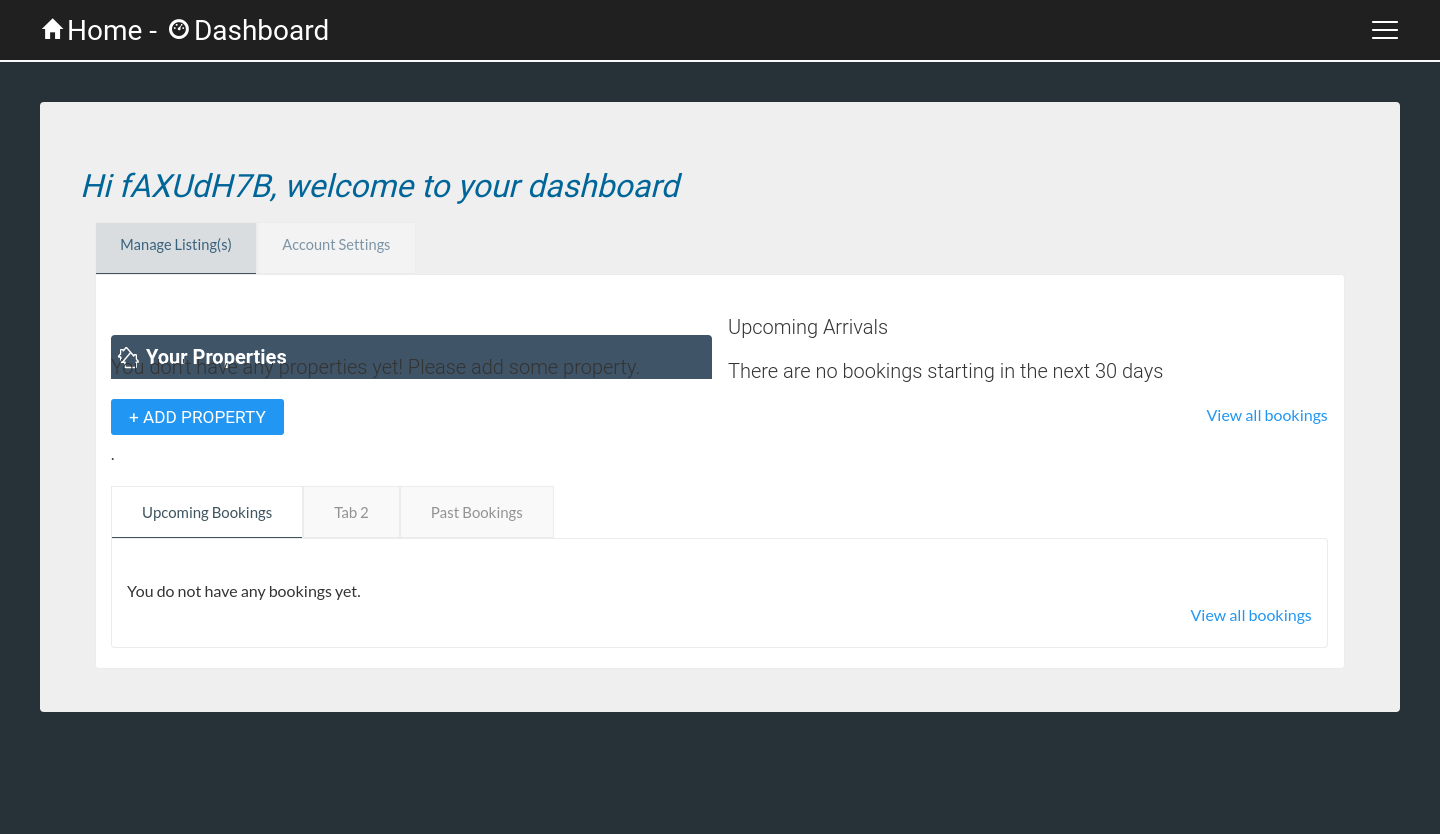 Home - Dashboard
Hi fAXUdH7B, welcome to your dashboard
Manage Listing(s)
Account Settings
Your Properties
You don't have any properties yet! Please add some property.
+ ADD PROPERTY
.
Upcoming Arrivals
There are no bookings starting in the next 30 days
View all bookings
Upcoming Bookings
Tab 2
Past Bookings
You do not have any bookings yet.
View all bookings